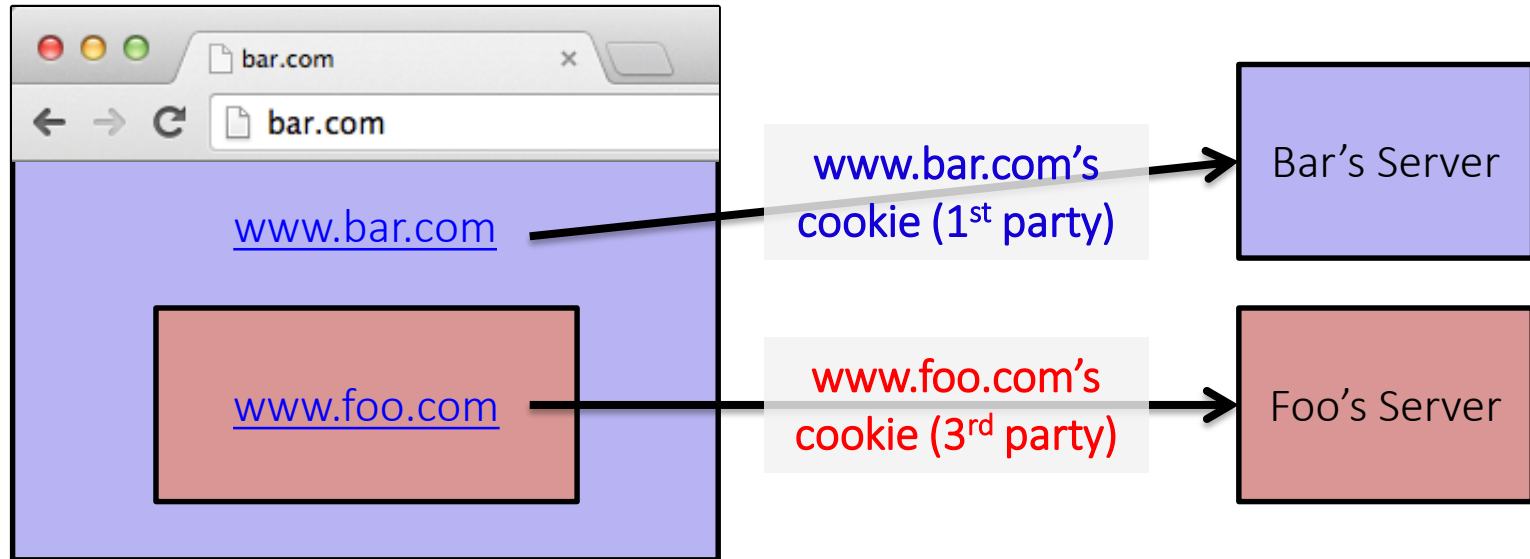 bar.com
bar.com
www.bar.com
www.foo.com
www.bar.com’s
cookie (1st party)
www.foo.com’s
cookie (3rd party)
Bar’s Server
Foo’s Server